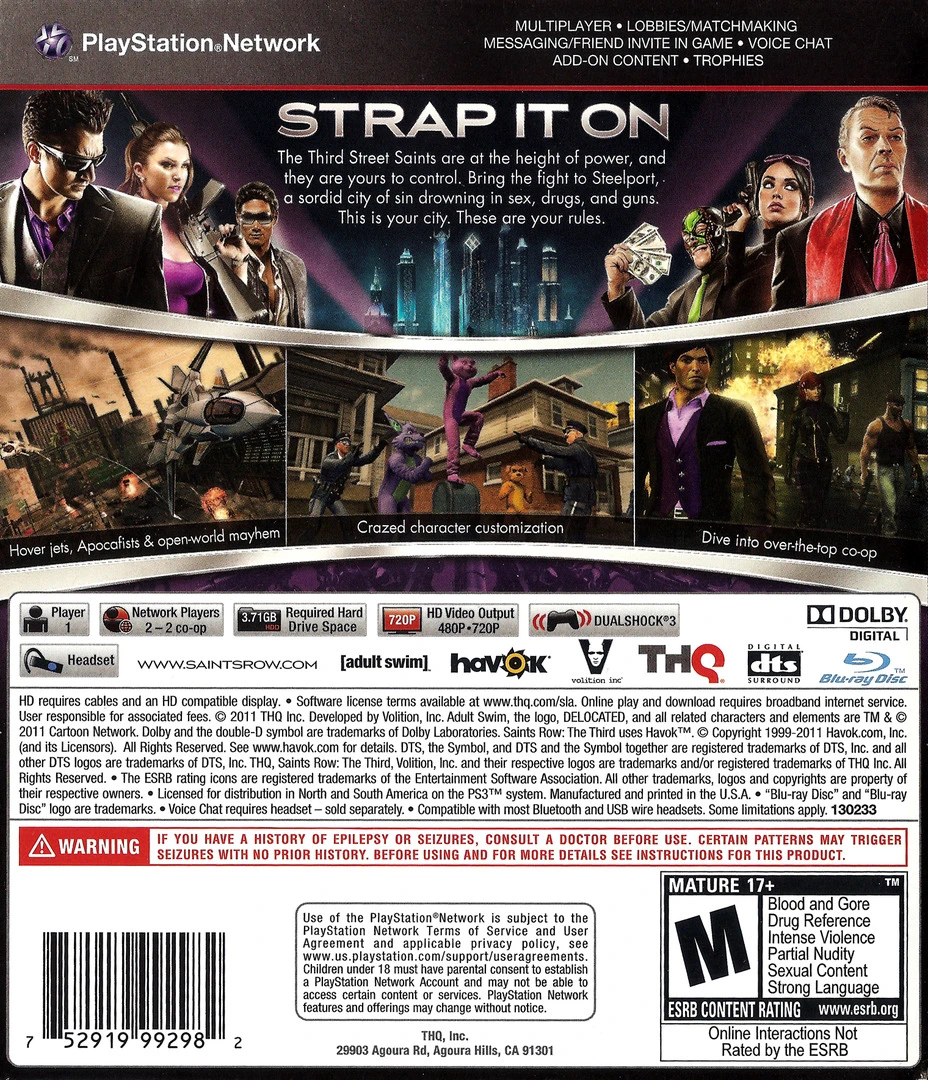 PlayStation®Network
SM
MULTIPLAYER • LOBBIES/MATCHMAKING
MESSAGING/FRIEND INVITE IN GAME • VOICE CHAT
ADD-ON CONTENT • TROPHIES
STRAP IT ON
The Third Street Saints are at the height of power, and
they are yours to control. Bring the fight to Steelport,
a sordid city of sin drowning in sex, drugs, and guns.
This is your city. These are your rules.
Hover jets, Apocafists & open-world mayhem
Crazed character customization
Dive into over-the-top co-op
Player
1
Network Players
2 – 2 co-op
3.71GB
HDD
Required Hard
Drive Space
720P
HD Video Output
480P•720P
DUALSHOCK®3
DOLBY®
DIGITAL
Headset
WWW.SAINTSROW.COM
[adult swim]
havok
volition inc
THQ
DIGITAL
dts
SURROUND
Blu-ray Disc
TM
HD requires cables and an HD compatible display. • Software license terms available at www.thq.com/sla. Online play and download requires broadband internet service.
User responsible for associated fees. © 2011 THQ Inc. Developed by Volition, Inc. Adult Swim, the logo, DELOCATED, and all related characters and elements are TM & ©
2011 Cartoon Network. Dolby and the double-D symbol are trademarks of Dolby Laboratories. Saints Row: The Third uses Havok™. © Copyright 1999-2011 Havok.com, Inc.
(and its Licensors). All Rights Reserved. See www.havok.com for details. DTS, the Symbol, and DTS and the Symbol together are registered trademarks of DTS, Inc. and all
other DTS logos are trademarks of DTS, Inc. THQ, Saints Row: The Third, Volition, Inc. and their respective logos are trademarks and/or registered trademarks of THQ Inc. All
Rights Reserved. • The ESRB rating icons are registered trademarks of the Entertainment Software Association. All other trademarks, logos and copyrights are property of
their respective owners. • Licensed for distribution in North and South America on the PS3™ system. Manufactured and printed in the U.S.A. • "Blu-ray Disc" and "Blu-ray
Disc" logo are trademarks. • Voice Chat requires headset – sold separately. • Compatible with most Bluetooth and USB wire headsets. Some limitations apply. 130233
WARNING
IF YOU HAVE A HISTORY OF EPILEPSY OR SEIZURES, CONSULT A DOCTOR BEFORE USE. CERTAIN PATTERNS MAY TRIGGER
SEIZURES WITH NO PRIOR HISTORY. BEFORE USING AND FOR MORE DETAILS SEE INSTRUCTIONS FOR THIS PRODUCT.
7 52919 99298 2
Use of the PlayStation®Network is subject to the
PlayStation Network Terms of Service and User
Agreement and applicable privacy policy, see
www.us.playstation.com/support/useragreements.
Children under 18 must have parental consent to establish
a PlayStation Network Account and may not be able to
access certain content or services. PlayStation Network
features and offerings may change without notice.
THQ, Inc.
29903 Agoura Rd, Agoura Hills, CA 91301
MATURE 17+
TM
M
Blood and Gore
Drug Reference
Intense Violence
Partial Nudity
Sexual Content
Strong Language
ESRB CONTENT RATING www.esrb.org
Online Interactions Not
Rated by the ESRB